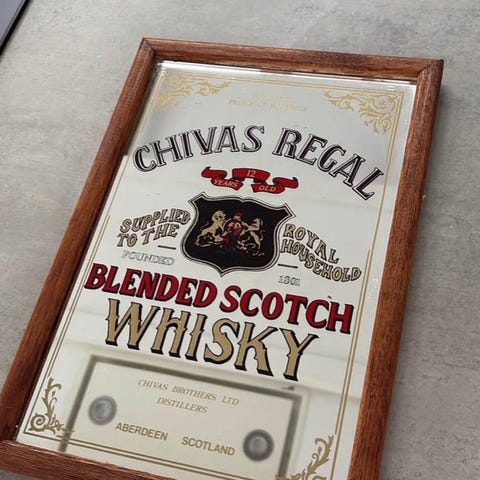 CHIVAS REGAL
12
YEARS OLD
SUPPLIED TO THE
ROYAL HOUSEHOLD
FOUNDED 1801
BLENDED SCOTCH
WHISKY
CHIVAS BROTHERS LTD
DISTILLERS
ABERDEEN SCOTLAND